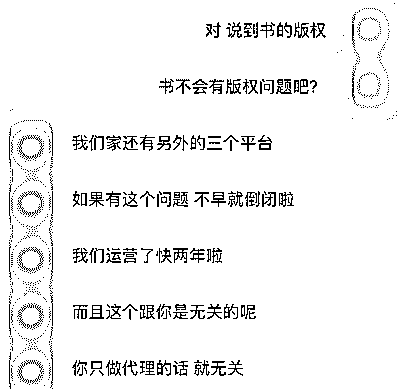 对 说到书的版权
书不会有版权问题吧?
我们家还有另外的三个平台
如果有这个问题 不早就倒闭啦
我们运营了快两年啦
而且这个跟你是无关的呢
你只做代理的话 就无关